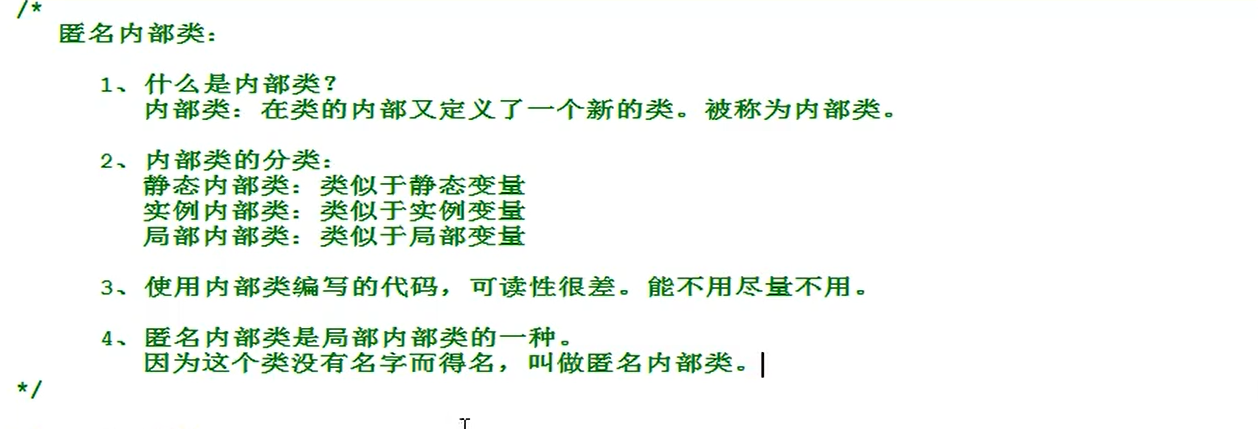 /*
匿名内部类：
1、什么是内部类？
内部类：在类的内部又定义了一个新的类。被称为内部类。
2、内部类的分类：
静态内部类：类似于静态变量
实例内部类：类似于实例变量
局部内部类：类似于局部变量
3、使用内部类编写的代码，可读性很差。能不用尽量不用。
4、匿名内部类是局部内部类的一种。
因为这个类没有名字而得名，叫做匿名内部类。
*/